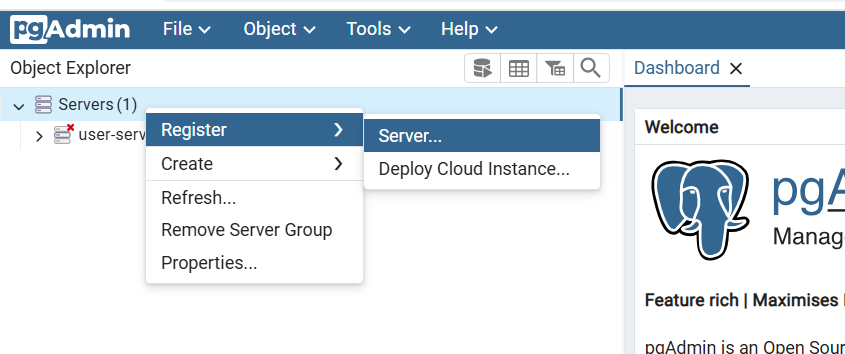 pgAdmin File Object Tools Help
Object Explorer
Dashboard
Servers (1)
user-serv
Register
Create
Refresh...
Remove Server Group
Properties...
Server...
Deploy Cloud Instance...
Welcome
pgA
Manag
Feature rich | Maximises
pgAdmin is an Open Sour